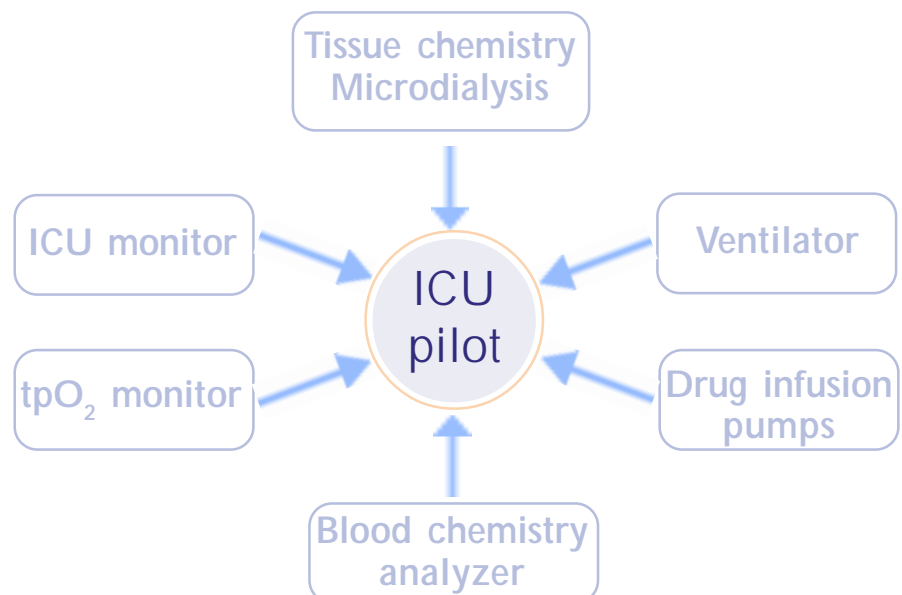 Tissue chemistry
Microdialysis
ICU monitor
Ventilator
ICU
pilot
tpO₂ monitor
Drug infusion
pumps
Blood chemistry
analyzer